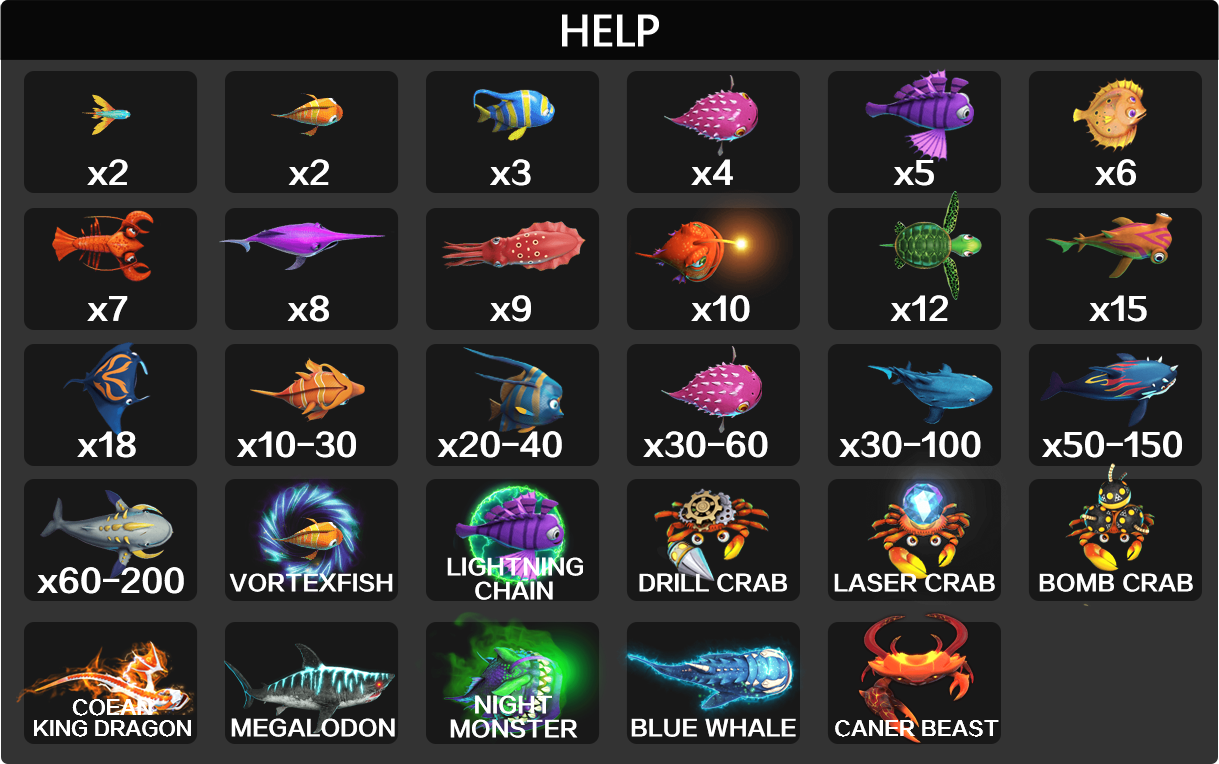 HELP
x2
x2
x3
x4
x5
x6
x7
x8
x9
x10
x12
x15
x18
x10-30
x20-40
x30-60
x30-100
x50-150
x60-200
VORTEXFISH
LIGHTNING
CHAIN
DRILL CRAB
LASER CRAB
BOMB CRAB
COEAN
KING DRAGON
MEGALODON
NIGHT
MONSTER
BLUE WHALE
CANER BEAST